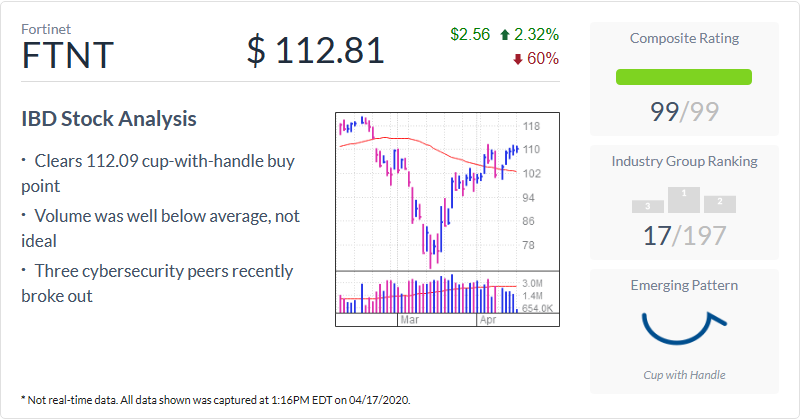 Fortinet
FTNT
$ 112.81
$2.56 2.32%
60%
IBD Stock Analysis
· Clears 112.09 cup-with-handle buy
point
· Volume was well below average, not
ideal
· Three cybersecurity peers recently
broke out
118
110
102
94
86
78
3.0M
1.4M
654.0K
Mar
Apr
Composite Rating
99/99
Industry Group Ranking
3
1
2
17/197
Emerging Pattern
Cup with Handle
* Not real-time data. All data shown was captured at 1:16PM EDT on 04/17/2020.